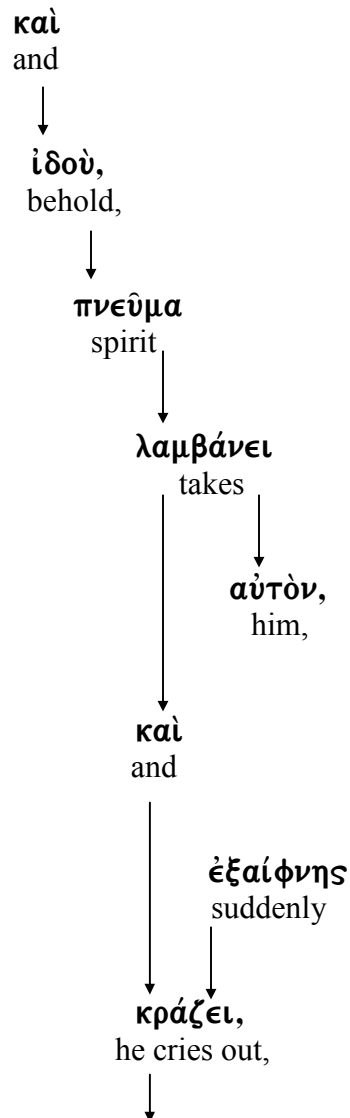 καὶ
and
ἰδοὺ,
behold,
πνεῦμα
spirit
λαμβάνει
takes
αὐτὸν,
him,
καὶ
and
ἐξαίφνης
suddenly
κράζει,
he cries out,